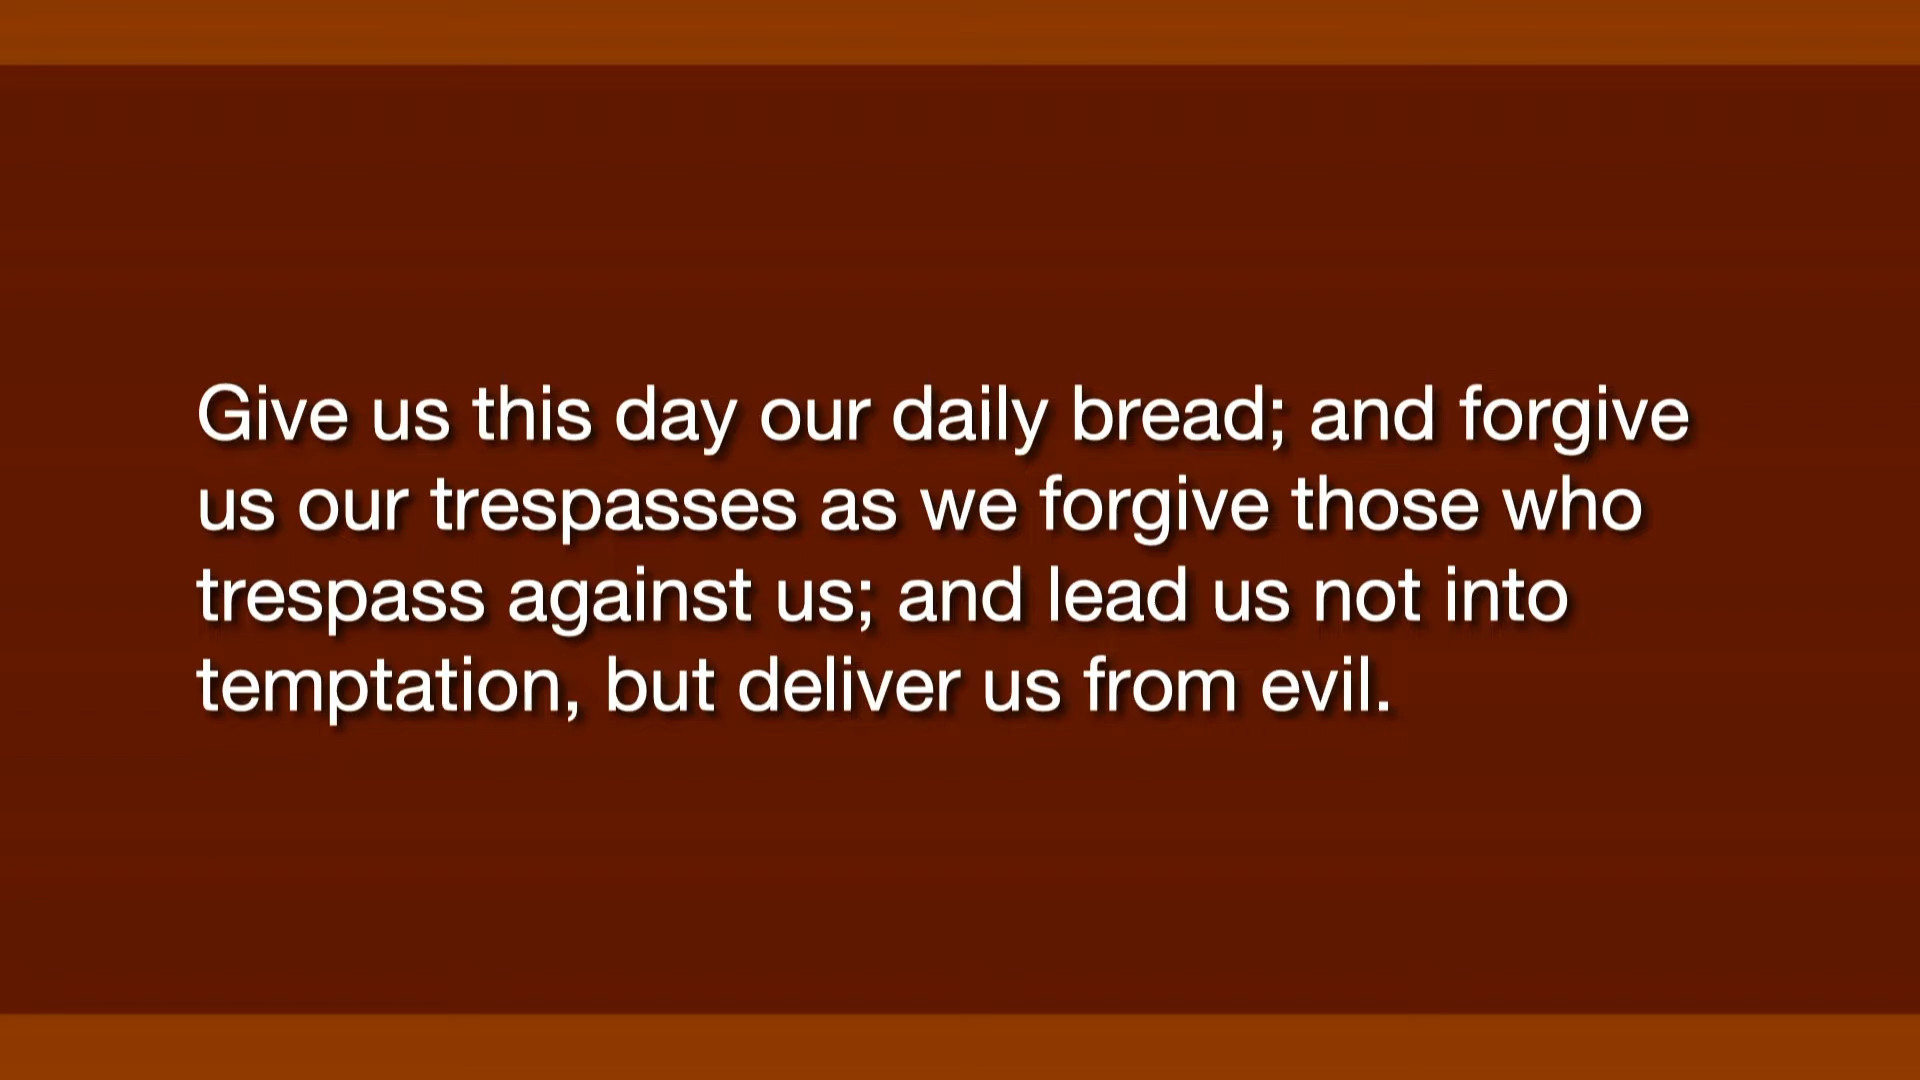 Give us this day our daily bread; and forgive
us our trespasses as we forgive those who
trespass against us; and lead us not into
temptation, but deliver us from evil.